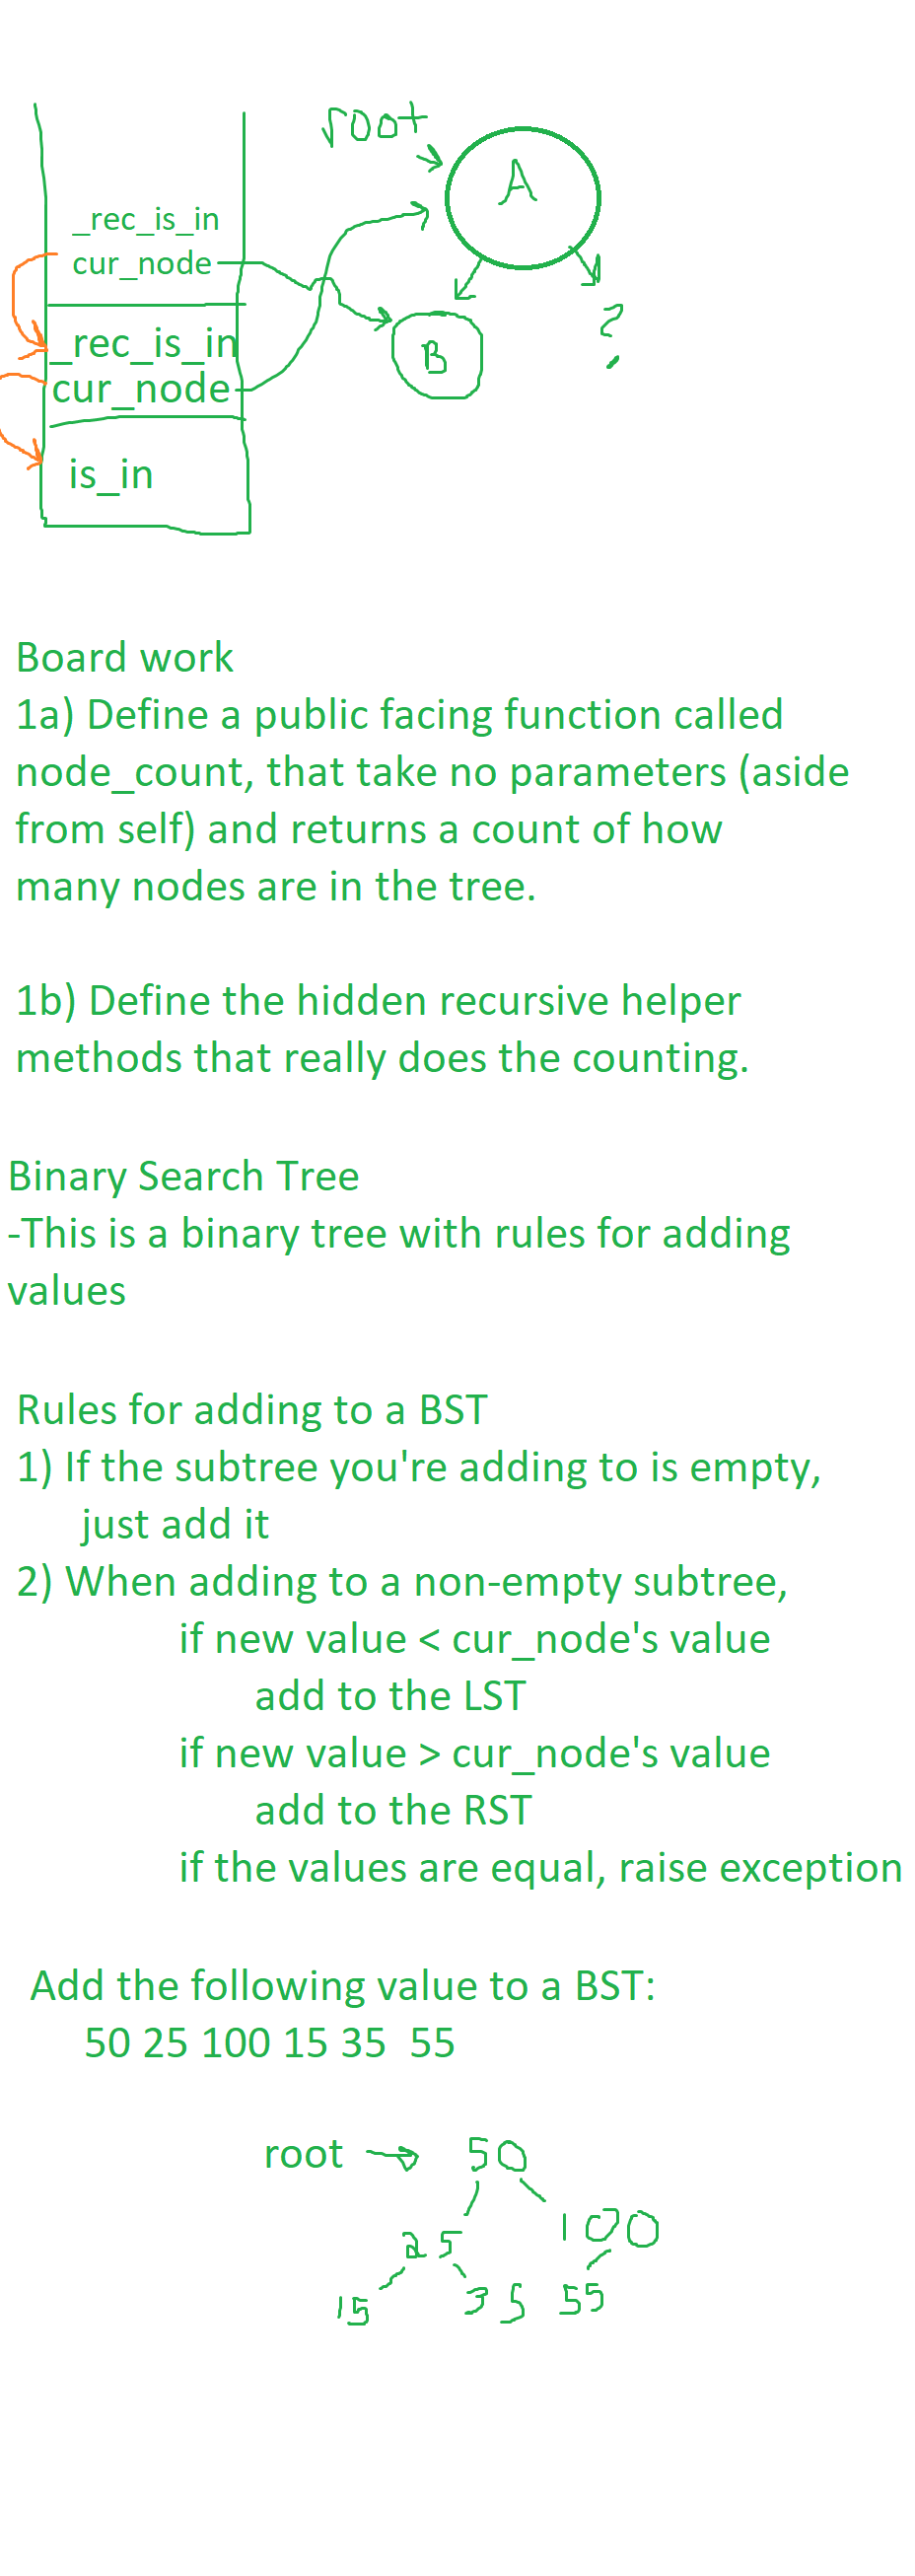 root
A
_rec_is_in
cur_node
?
_rec_is_in
B
cur_node
is_in
Board work
1a) Define a public facing function called
node_count, that take no parameters (aside
from self) and returns a count of how
many nodes are in the tree.
1b) Define the hidden recursive helper
methods that really does the counting.
Binary Search Tree
-This is a binary tree with rules for adding
values
Rules for adding to a BST
1) If the subtree you're adding to is empty,
just add it
2) When adding to a non-empty subtree,
if new value < cur_node's value
add to the LST
if new value > cur_node's value
add to the RST
if the values are equal, raise exception
Add the following value to a BST:
50 25 100 15 35 55
root 50
25 100
15 35 55